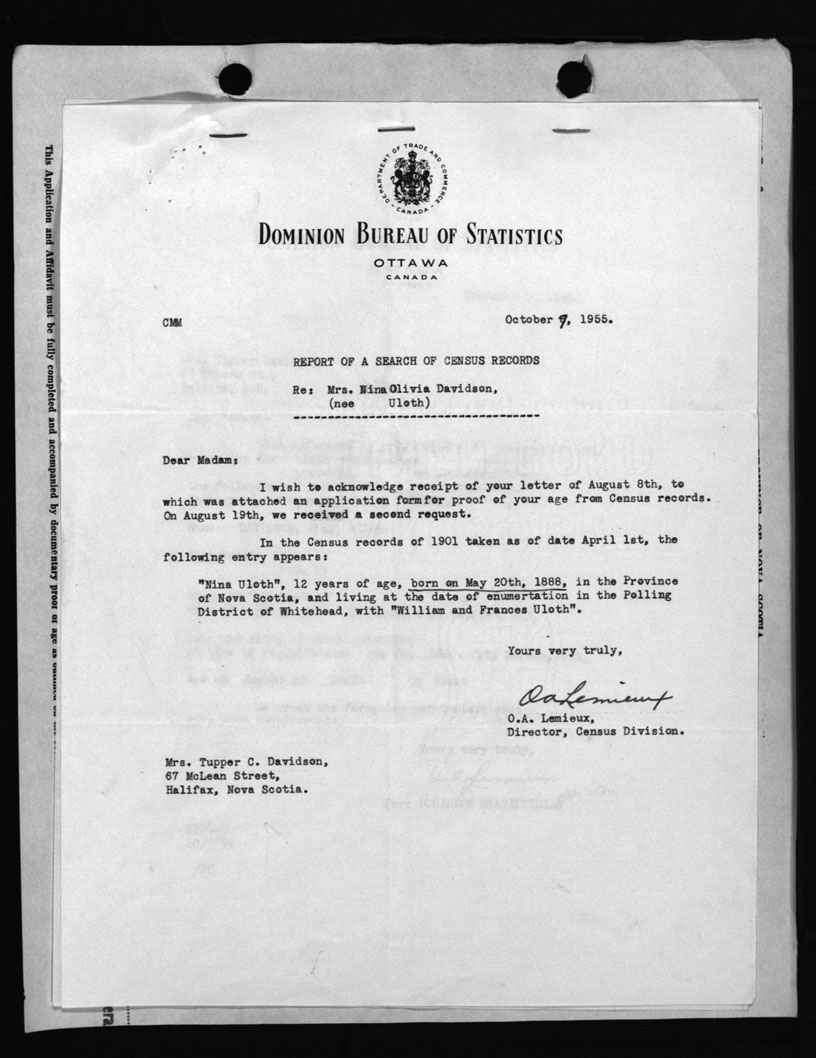 DEPARTMENT OF TRADE AND COMMERCE
- CANADA -
DOMINION BUREAU OF STATISTICS
OTTAWA
CANADA
CMM
October 7, 1955.
REPORT OF A SEARCH OF CENSUS RECORDS
Re: Mrs. Nina Olivia Davidson,
(nee Uloth)
Dear Madam:
I wish to acknowledge receipt of your letter of August 8th, to
which was attached an application form for proof of your age from Census records.
On August 19th, we received a second request.
In the Census records of 1901 taken as of date April 1st, the
following entry appears:
"Nina Uloth", 12 years of age, born on May 20th, 1888, in the Province
of Nova Scotia, and living at the date of enumertation in the Polling
District of Whitehead, with "William and Frances Uloth".
Yours very truly,
O A Lemieux
O.A. Lemieux,
Director, Census Division.
Mrs. Tupper C. Davidson,
67 McLean Street,
Halifax, Nova Scotia.
This Application and Affidavit must be fully completed and accompanied by documentary proof of age as